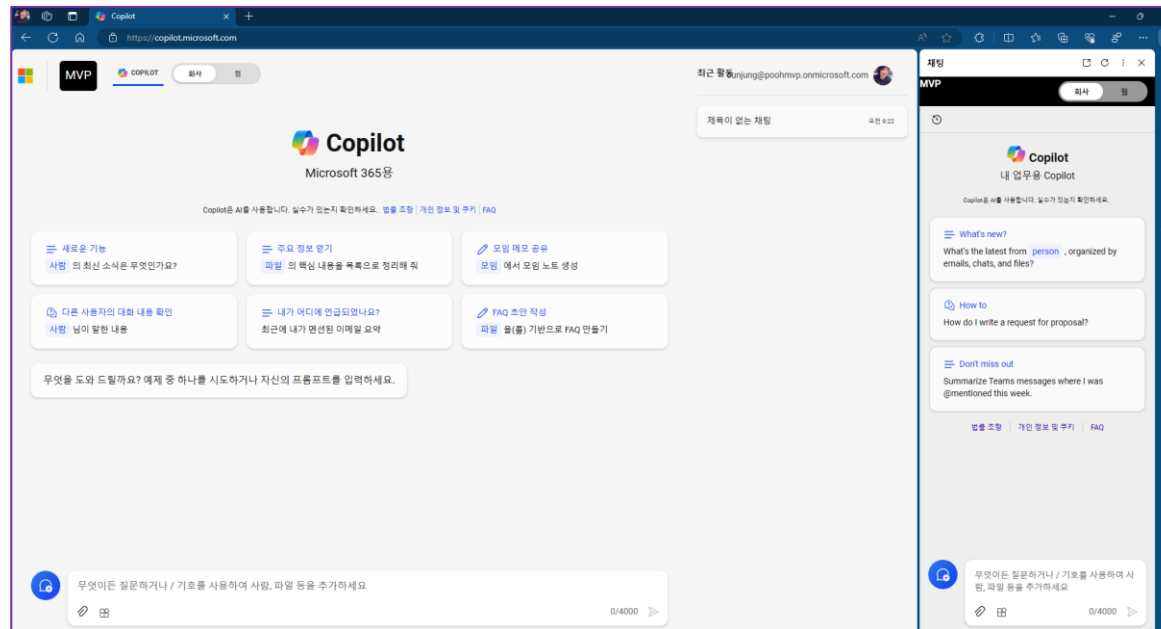 Copilot
https://copilot.microsoft.com
MVP
COPILOT
회사
웹
최근 활동
unjung@poohmvp.onmicrosoft.com
Copilot
Microsoft 365용
Copilot은 AI를 사용합니다. 실수가 있는지 확인하세요. 법률 조항 | 개인 정보 및 쿠키 | FAQ
새로운 기능
사람 의 최신 소식은 무엇인가요?
주요 정보 얻기
파일 의 핵심 내용을 목록으로 정리해 줘
모임 메모 공유
모임 에서 모임 노트 생성
다른 사용자의 대화 내용 확인
사람 님이 말한 내용
내가 어디에 언급되었나요?
최근에 내가 멘션된 이메일 요약
FAQ 초안 작성
파일 을(를) 기반으로 FAQ 만들기
무엇을 도와 드릴까요? 예제 중 하나를 시도하거나 자신의 프롬프트를 입력하세요.
무엇이든 질문하거나 / 기호를 사용하여 사람, 파일 등을 추가하세요
0/4000
제목이 없는 채팅
오전 9:22
채팅
MVP
회사
웹
Copilot
내 업무용 Copilot
Copilot은 AI를 사용합니다. 실수가 있는지 확인하세요.
What's new?
What's the latest from person , organized by
emails, chats, and files?
How to
How do I write a request for proposal?
Don't miss out
Summarize Teams messages where I was
@mentioned this week.
법률 조항 | 개인 정보 및 쿠키 | FAQ
무엇이든 질문하거나 / 기호를 사용하여 사
람, 파일 등을 추가하세요
0/4000